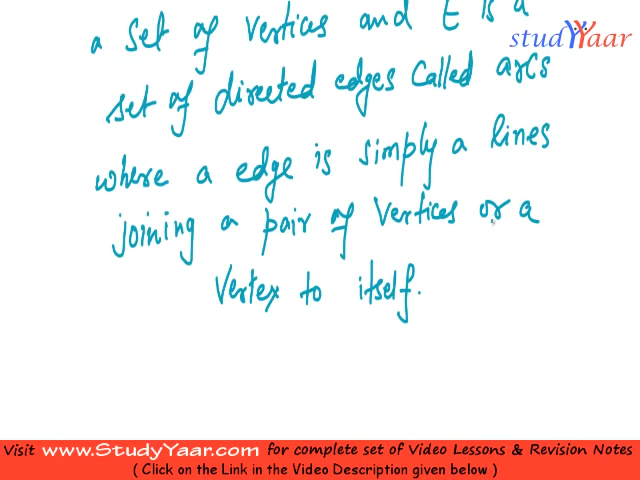 a set of vertices and E is a
studYYaar
set of directed edges called arcs
where a edge is simply a lines
joining a pair of vertices or a
vertex to itself.
Visit www.StudyYaar.com for complete set of Video Lessons & Revision Notes
( Click on the Link in the Video Description given below )